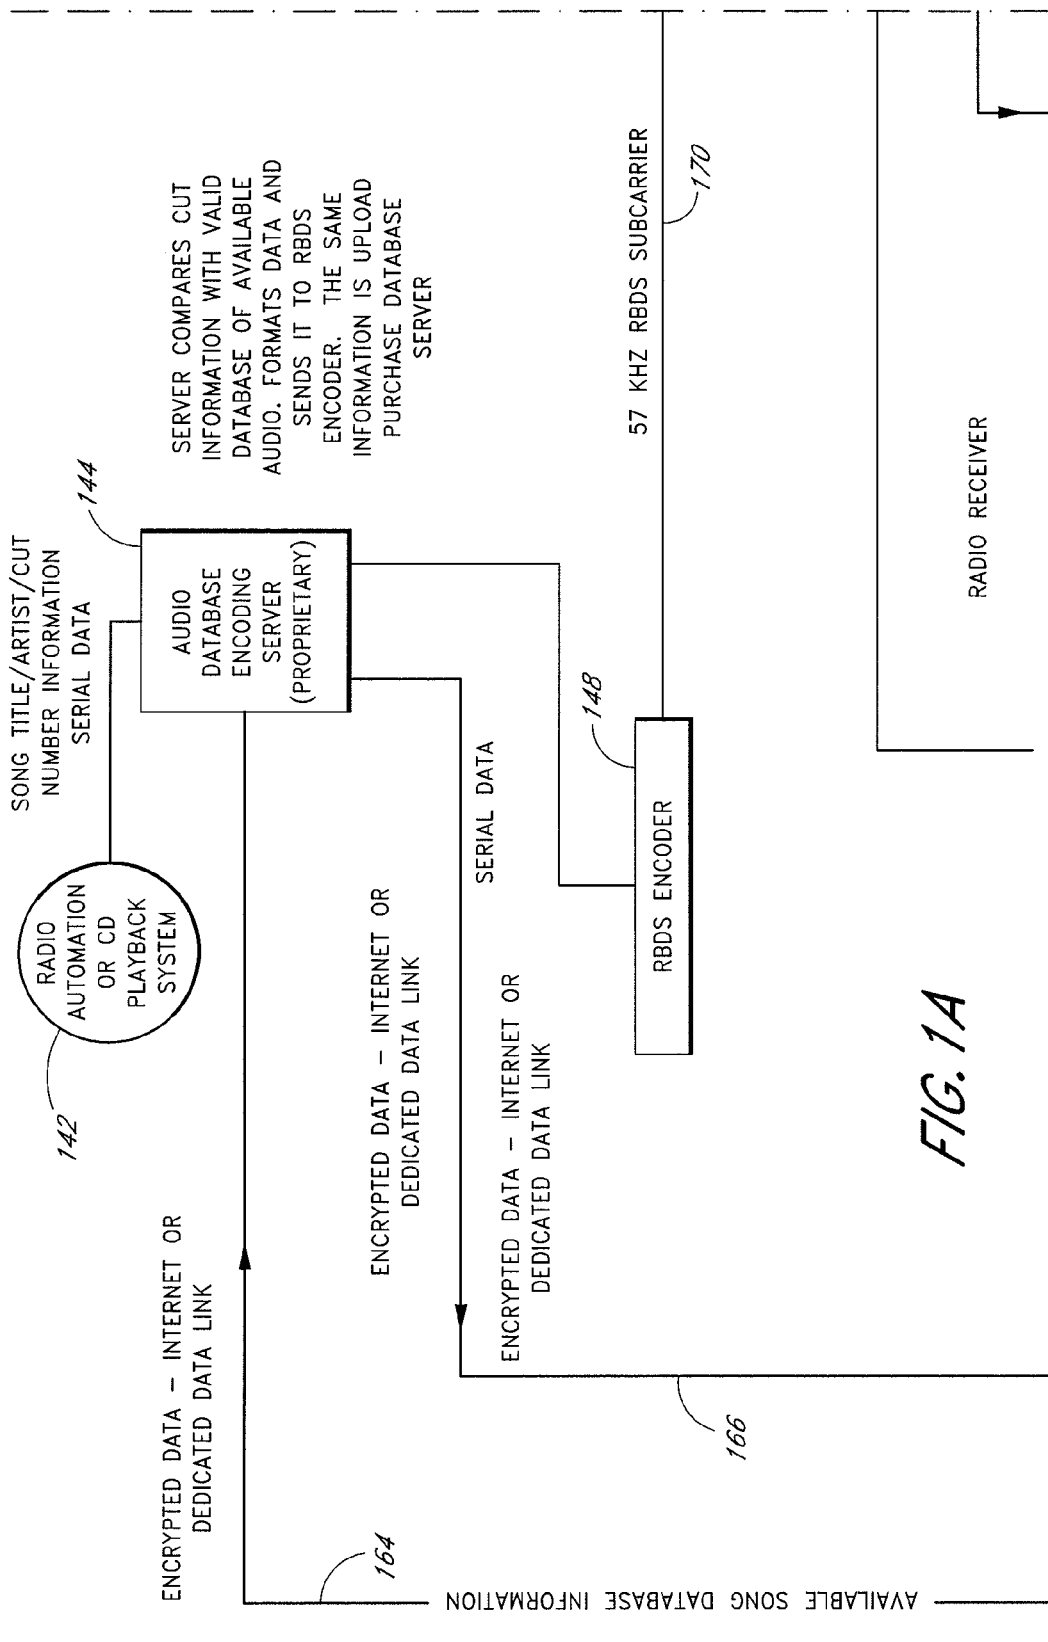 SONG TITLE/ARTIST/CUT
NUMBER INFORMATION
SERIAL DATA
RADIO
AUTOMATION
OR CD
PLAYBACK
SYSTEM
142
144
AUDIO
DATABASE
ENCODING
SERVER
(PROPRIETARY)
SERVER COMPARES CUT
INFORMATION WITH VALID
DATABASE OF AVAILABLE
AUDIO. FORMATS DATA AND
SENDS IT TO RBDS
ENCODER. THE SAME
INFORMATION IS UPLOAD
PURCHASE DATABASE
SERVER
ENCRYPTED DATA – INTERNET OR
DEDICATED DATA LINK
164
AVAILABLE SONG DATABASE INFORMATION
ENCRYPTED DATA – INTERNET OR
DEDICATED DATA LINK
SERIAL DATA
ENCRYPTED DATA – INTERNET OR
DEDICATED DATA LINK
166
148
RBDS ENCODER
57 KHZ RBDS SUBCARRIER
170
RADIO RECEIVER
FIG. 1A